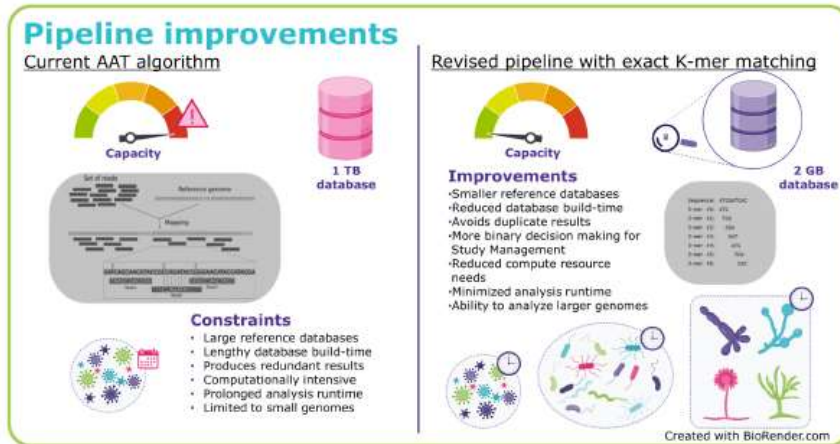 Pipeline improvements
Current AAT algorithm
Capacity
1 TB
database
Set of reads
Reference genome
Mapping
Constraints
• Large reference databases
• Lengthy database build-time
• Produces redundant results
• Computationally intensive
• Prolonged analysis runtime
• Limited to small genomes
Revised pipeline with exact K-mer matching
Capacity
2 GB
database
Improvements
•Smaller reference databases
•Reduced database build-time
•Avoids duplicate results
•More binary decision making for
Study Management
•Reduced compute resource
needs
•Minimized analysis runtime
•Ability to analyze larger genomes
Created with BioRender.com